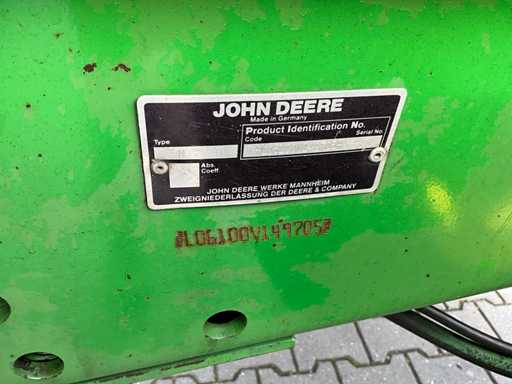 JOHN DEERE
Made in Germany
Product Identification No.
Type
Code
Serial No.
Abs.
Coeff.
JOHN DEERE WERKE MANNHEIM
ZWEIGNIEDERLASSUNG DER DEERE & COMPANY
*L06100V149705*